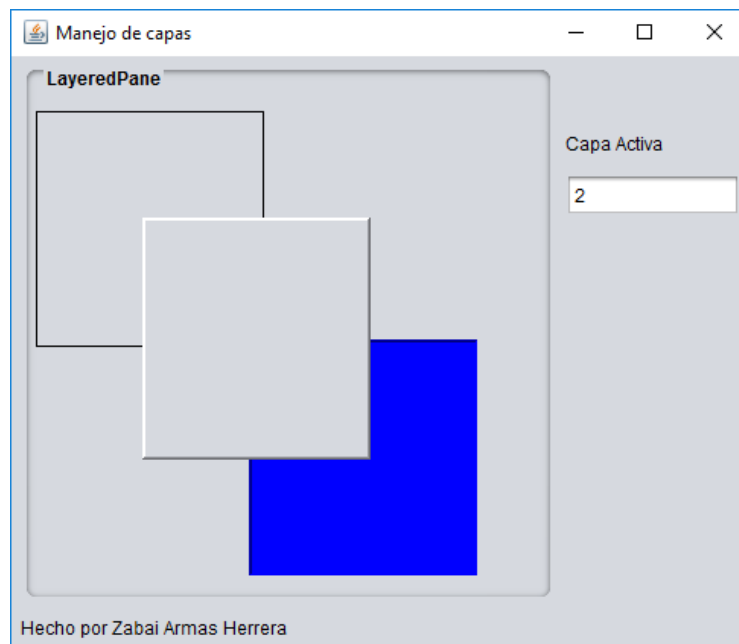 Manejo de capas
LayeredPane
Capa Activa
2
Hecho por Zabai Armas Herrera